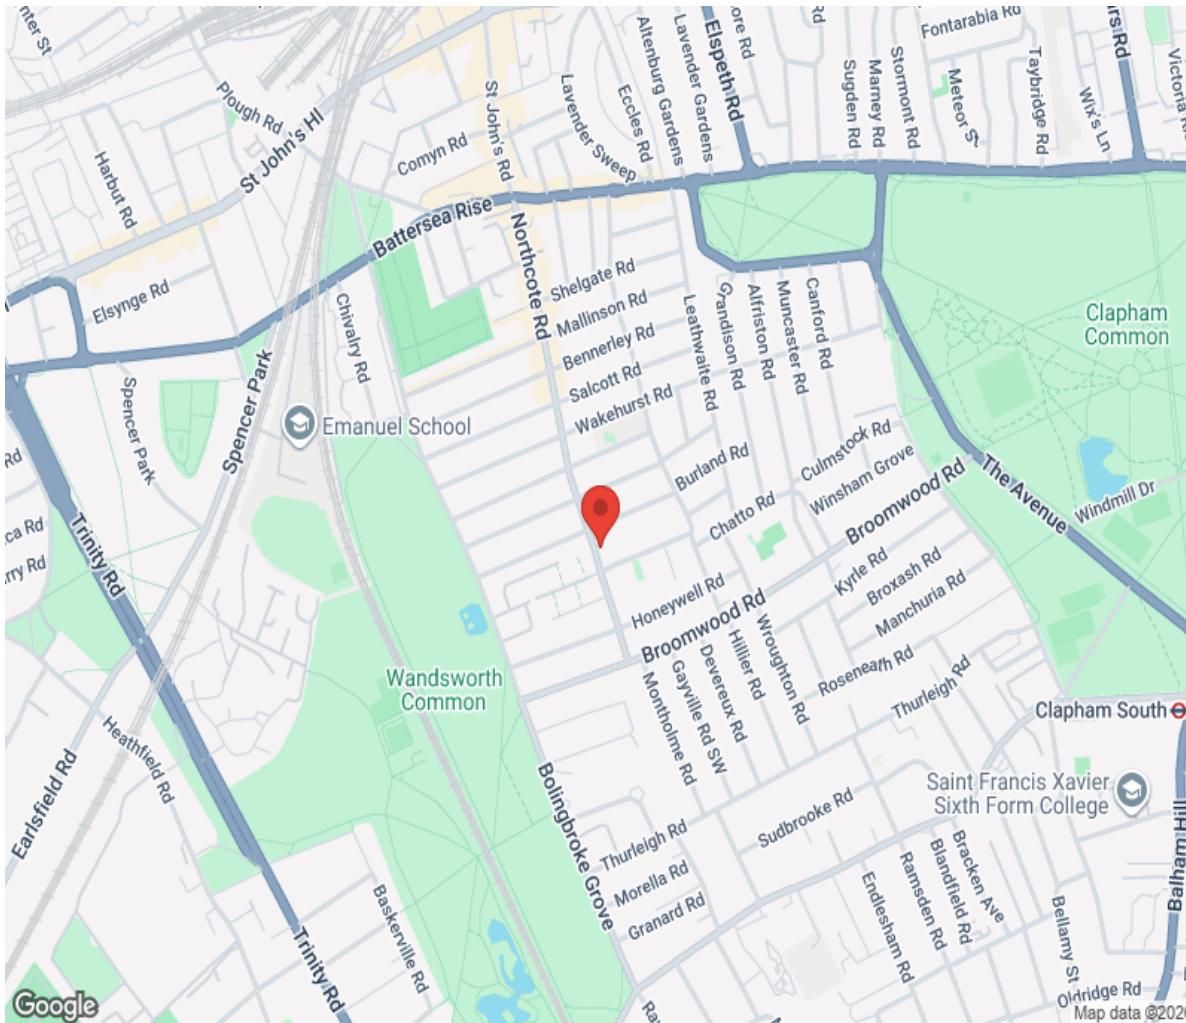 Fontarabia Rd
Plough Rd
St John's Hl
Harbut Rd
Elsynge Rd
Comyn Rd
St John's Rd
Lavender Sweep
Eccles Rd
Altenburg Gardens
Lavender Gardens
Elspeth Rd
Sugden Rd
Marney Rd
Stormont Rd
Meteor St
Taybridge Rd
Wix's Ln
Battersea Rise
Northcote Rd
Shelgate Rd
Mallinson Rd
Bennerley Rd
Salcott Rd
Wakehurst Rd
Leathwaite Rd
Grandison Rd
Alfriston Rd
Muncaster Rd
Canford Rd
Clapham
Common
Chivalry Rd
Spencer Park
Spencer Park
Emanuel School
Burland Rd
Chatto Rd
Culmstock Rd
Winsham Grove
Broomwood Rd
The Avenue
Windmill Dr
Trinity Rd
Honeywell Rd
Broomwood Rd
Kyrle Rd
Broxash Rd
Manchuria Rd
Wandsworth
Common
Montholme Rd
Gayville Rd SW
Devereux Rd
Hillier Rd
Wroughton Rd
Roseneath Rd
Thurleigh Rd
Clapham South
Heathfield Rd
Earlsfield Rd
Bolingbroke Grove
Saint Francis Xavier
Sixth Form College
Sudbrooke Rd
Thurleigh Rd
Morella Rd
Granard Rd
Baskerville Rd
Trinity Rd
Endlesham Rd
Ramsden Rd
Blandfield Rd
Bracken Ave
Bellamy St
Balham Hill
Oldridge Rd
Google
Map data ©2026